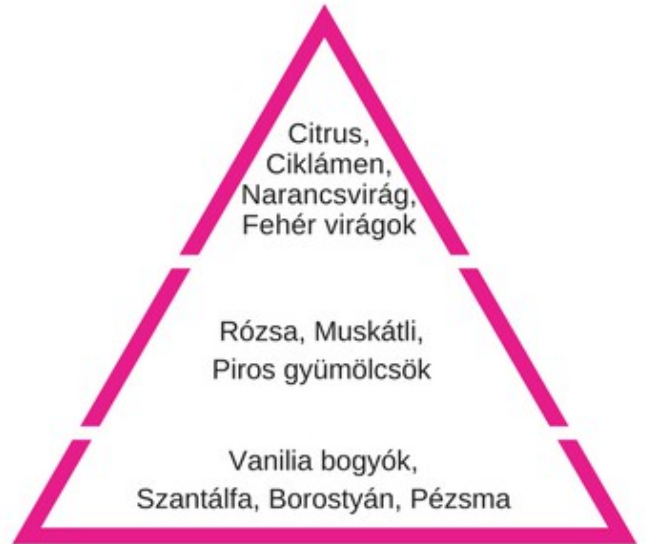 Citrus,
Ciklámen,
Narancsvirág,
Fehér virágok
Rózsa, Muskátli,
Piros gyümölcsök
Vanilia bogyók,
Szantálfa, Borostyán, Pézsma